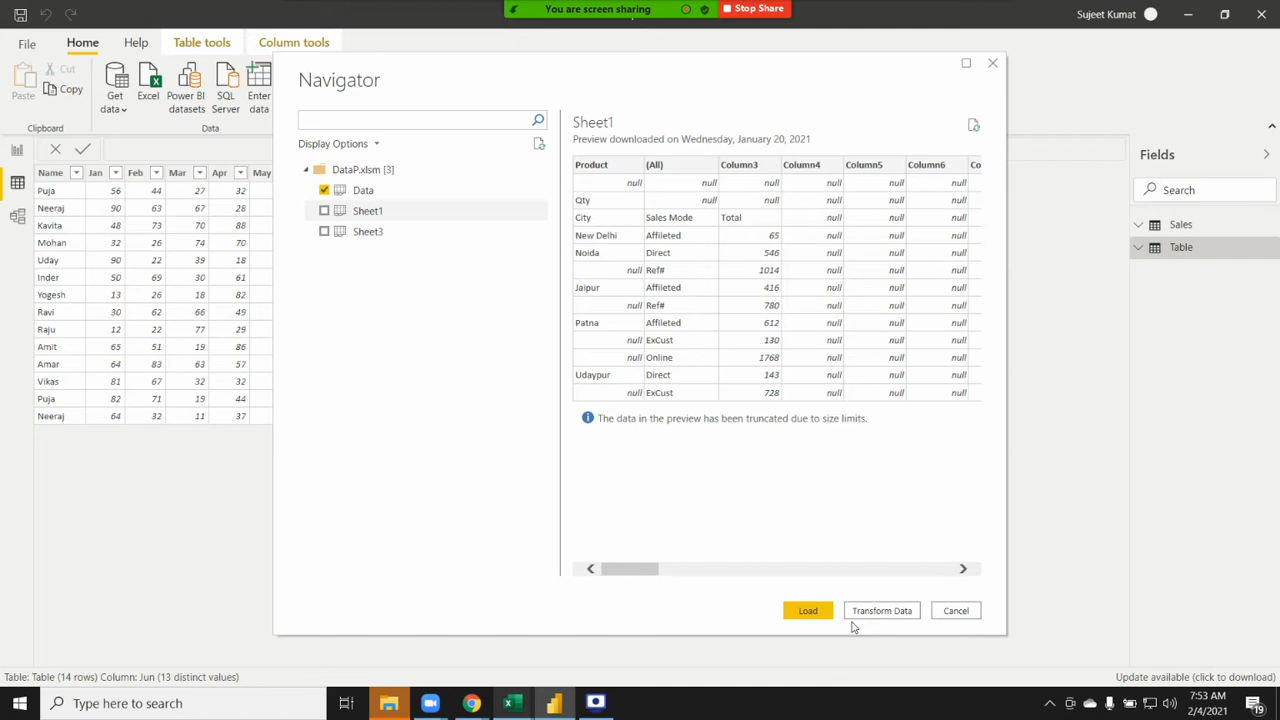 You are screen sharing
Stop Share
Sujeet Kumat
File
Home
Help
Table tools
Column tools
Paste
Cut
Copy
Get data
Excel
Power BI datasets
SQL Server
Enter data
Clipboard
Data
Name Jan Feb Mar Apr May
Puja 56 44 27 32
Neeraj 90 63 67 28
Kavita 48 73 70 88
Mohan 32 26 74 70
Uday 90 22 39 18
Inder 50 69 30 61
Yogesh 13 26 18 82
Ravi 30 62 66 49
Raju 12 22 77 29
Amit 65 51 19 86
Amar 64 83 63 57
Vikas 81 67 32 32
Puja 82 71 19 44
Neeraj 64 32 11 37
Navigator
Display Options
DataP.xlsm [3]
Data
Sheet1
Sheet3
Sheet1
Preview downloaded on Wednesday, January 20, 2021
Product (All) Column3 Column4 Column5 Column6 Co
null null null null null null
Qty null null null null null
City Sales Mode Total null null null
New Delhi Affileted 65 null null null
Noida Direct 546 null null null
null Ref# 1014 null null null
Jaipur Affileted 416 null null null
null Ref# 780 null null null
Patna Affileted 612 null null null
null ExCust 130 null null null
null Online 1768 null null null
Udaypur Direct 143 null null null
null ExCust 728 null null null
The data in the preview has been truncated due to size limits.
Load
Transform Data
Cancel
Fields
Search
Sales
Table
Table: Table (14 rows) Column: Jun (13 distinct values)
Update available (click to download)
Type here to search
7:53 AM
2/4/2021
19